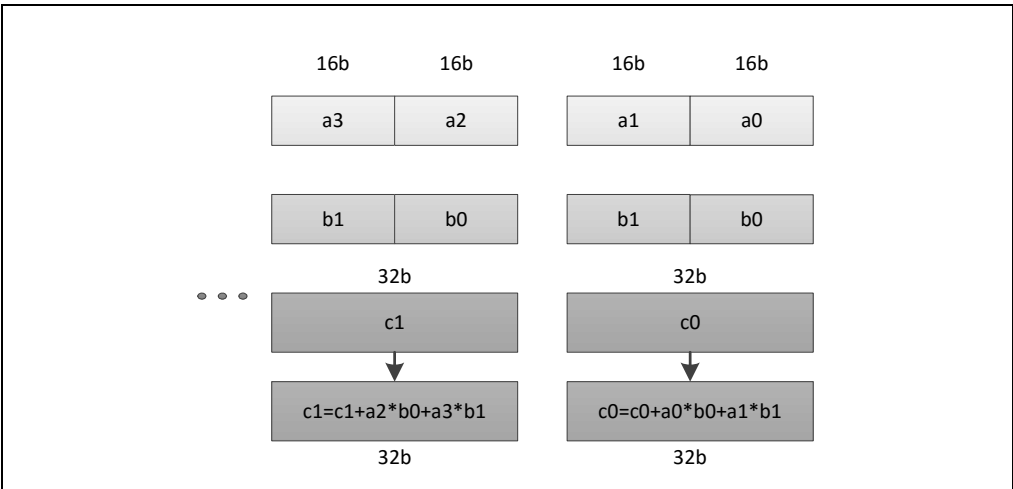 16b 16b 16b 16b
a3 a2 a1 a0
b1 b0 b1 b0
32b 32b
c1 c0
c1=c1+a2*b0+a3*b1 c0=c0+a0*b0+a1*b1
32b 32b